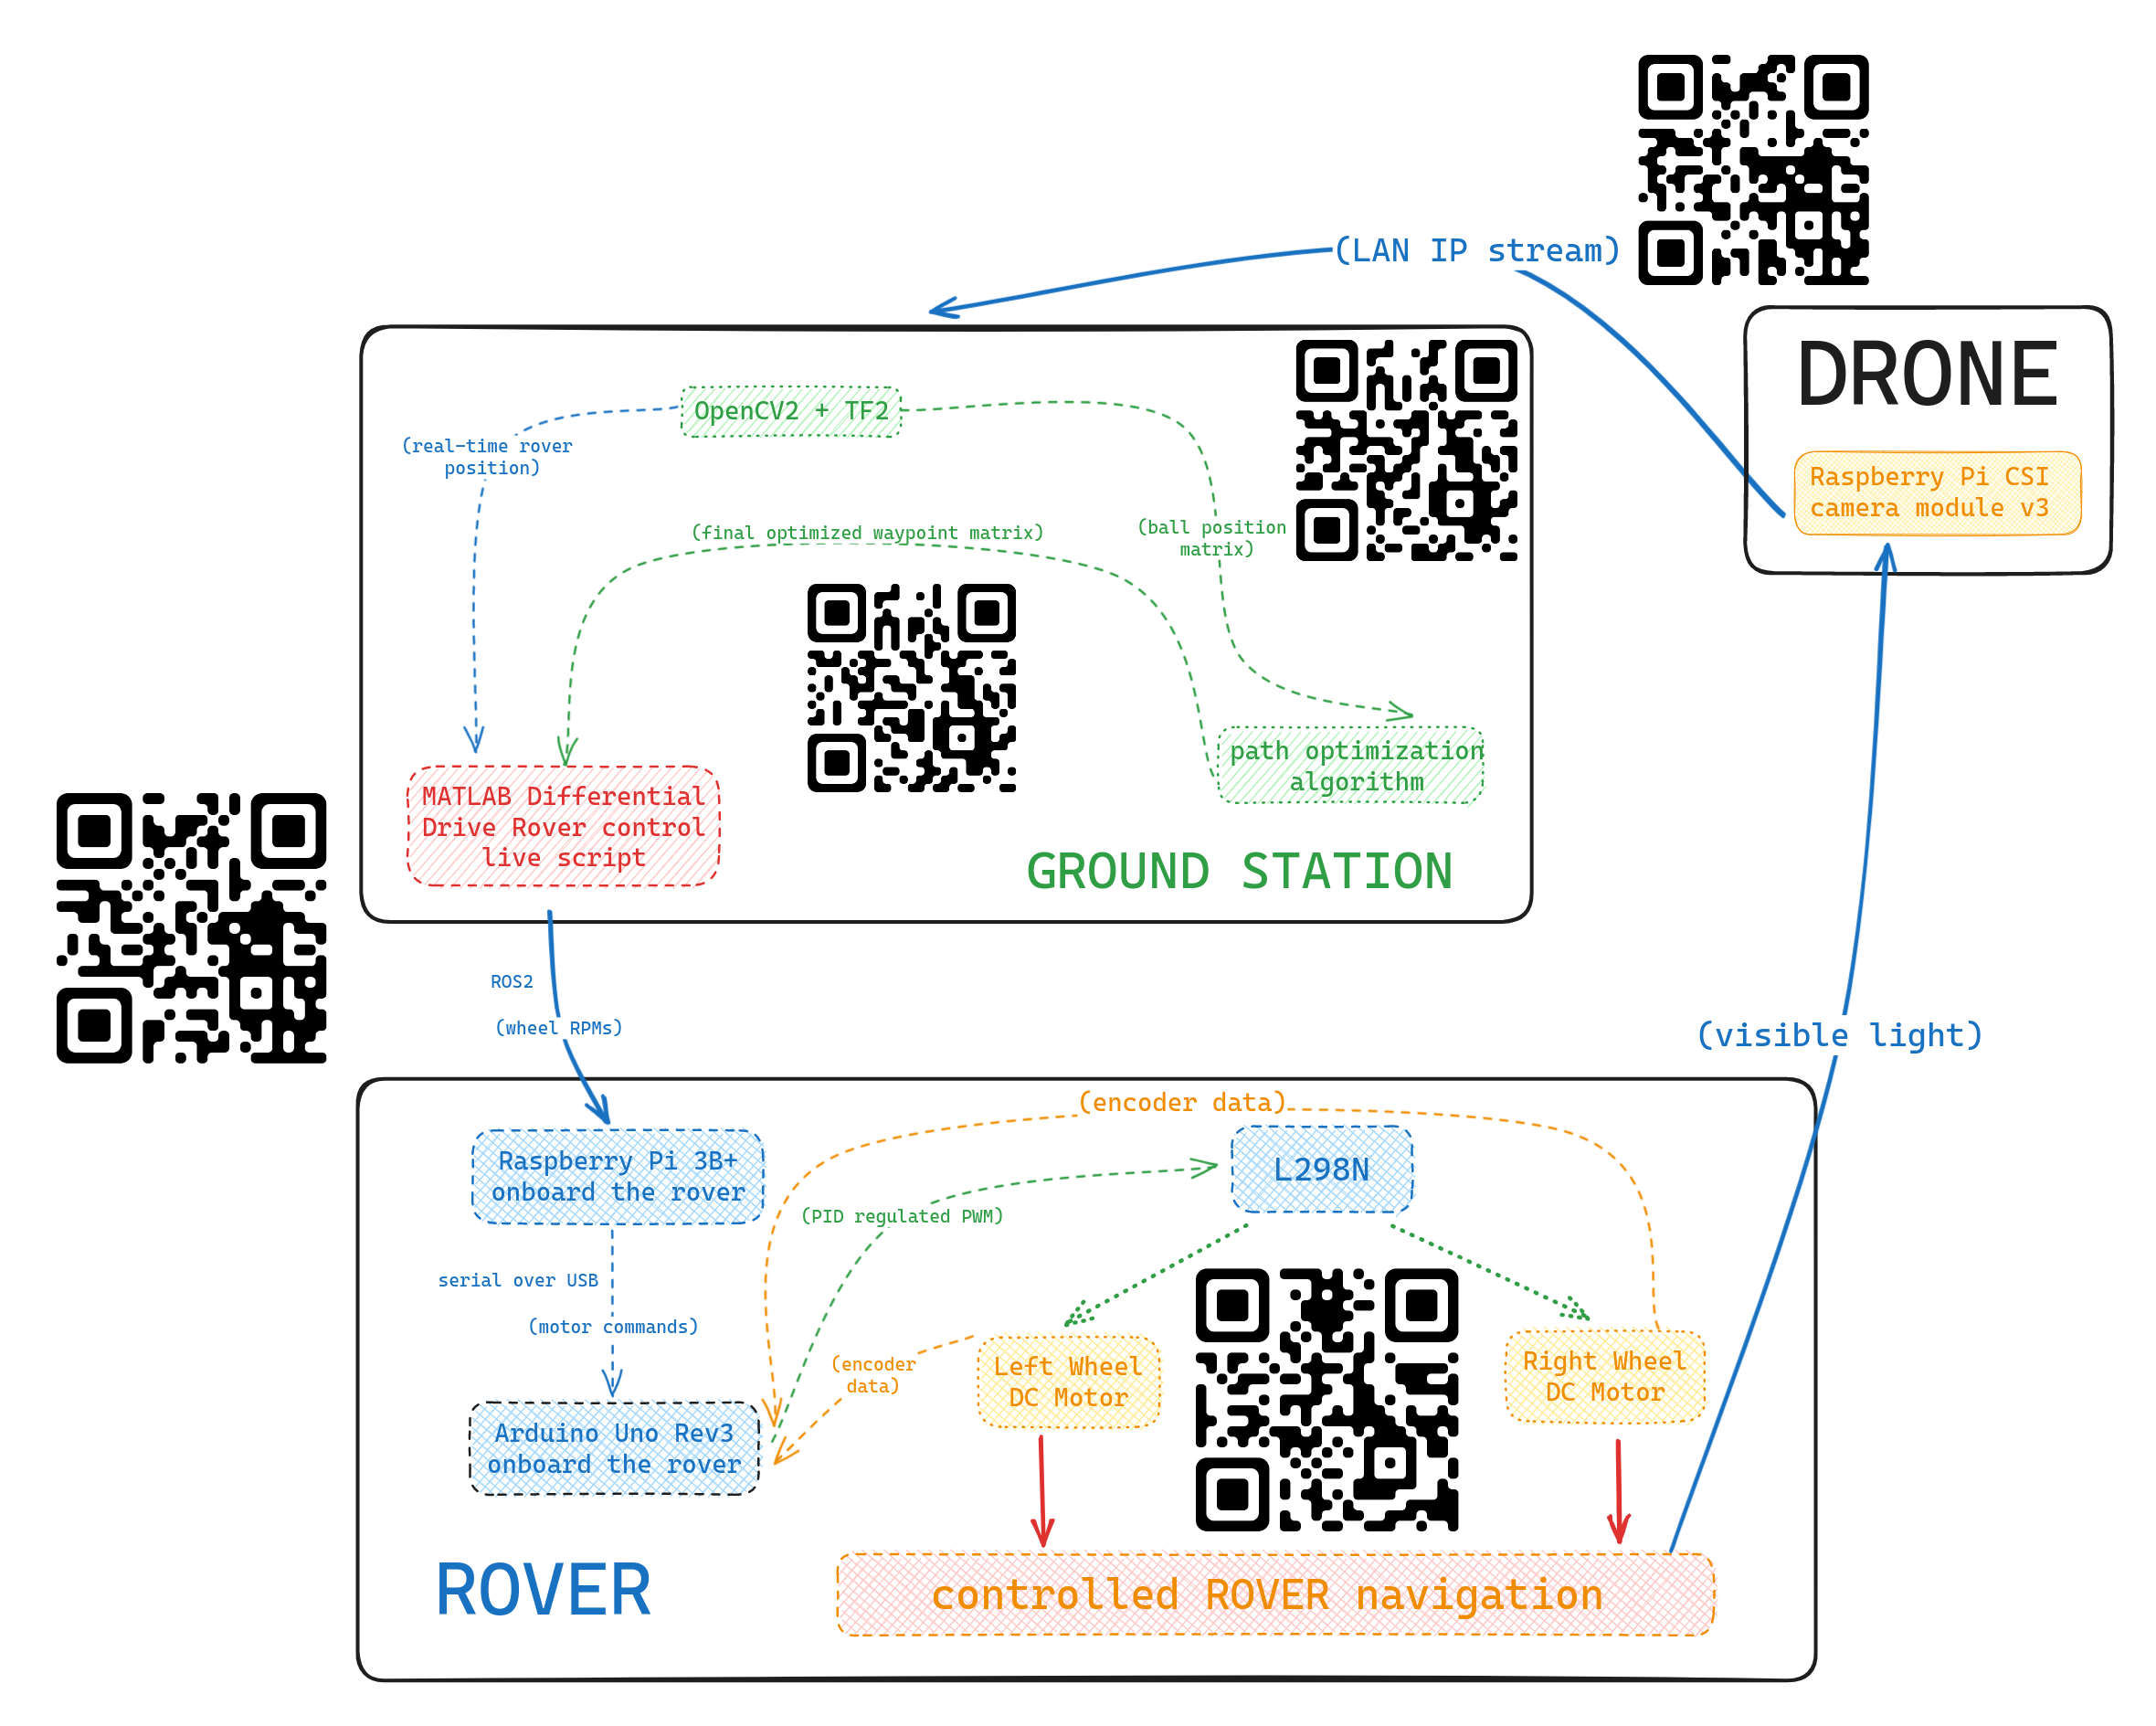 (LAN IP stream)
DRONE
Raspberry Pi CSI
camera module v3
OpenCV2 + TF2
(real-time rover
position)
(final optimized waypoint matrix)
(ball position
matrix)
path optimization
algorithm
MATLAB Differential
Drive Rover control
live script
GROUND STATION
ROS2
(wheel RPMs)
(visible light)
(encoder data)
Raspberry Pi 3B+
onboard the rover
L298N
(PID regulated PWM)
serial over USB
(motor commands)
(encoder
data)
Left Wheel
DC Motor
Right Wheel
DC Motor
Arduino Uno Rev3
onboard the rover
ROVER
controlled ROVER navigation